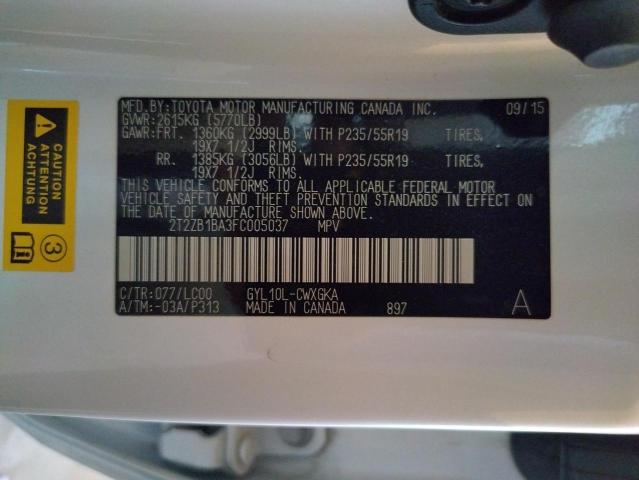 MFD.BY:TOYOTA MOTOR MANUFACTURING CANADA INC. 09/15
GVWR:2615KG (5770LB)
GAWR:FRT. 1360KG (2999LB) WITH P235/55R19 TIRES,
19X7 1/2J RIMS.
RR. 1385KG (3056LB) WITH P235/55R19 TIRES,
19X7 1/2J RIMS.
THIS VEHICLE CONFORMS TO ALL APPLICABLE FEDERAL MOTOR
VEHICLE SAFETY AND THEFT PREVENTION STANDARDS IN EFFECT ON
THE DATE OF MANUFACTURE SHOWN ABOVE.
2T2ZB1BA3FC005037 MPV
C/TR:077/LC00 GYL10L-CWXGKA
A/TM:-03A/P313 MADE IN CANADA 897 A
CAUTION
ATTENTION
ACHTUNG
3